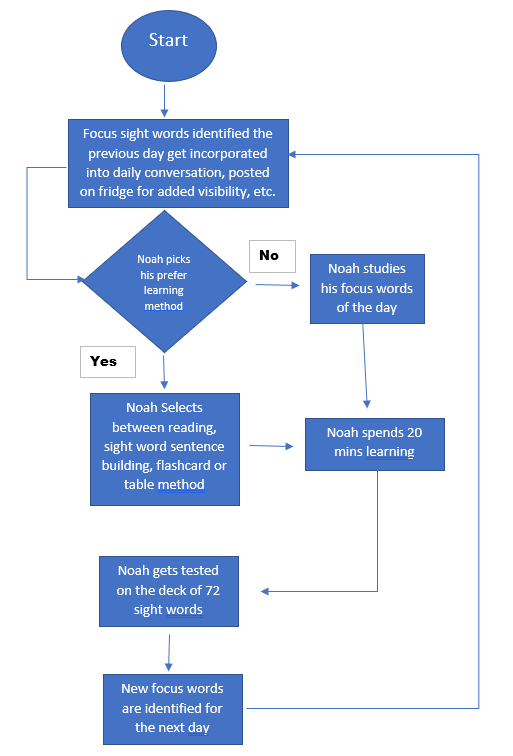 Start
Focus sight words identified the
previous day get incorporated
into daily conversation, posted
on fridge for added visibility, etc.
Noah picks
his prefer
learning
method
No
Noah studies
his focus words
of the day
Yes
Noah Selects
between reading,
sight word sentence
building, flashcard or
table method
Noah spends 20
mins learning
Noah gets tested
on the deck of 72
sight words
New focus words
are identified for
the next day